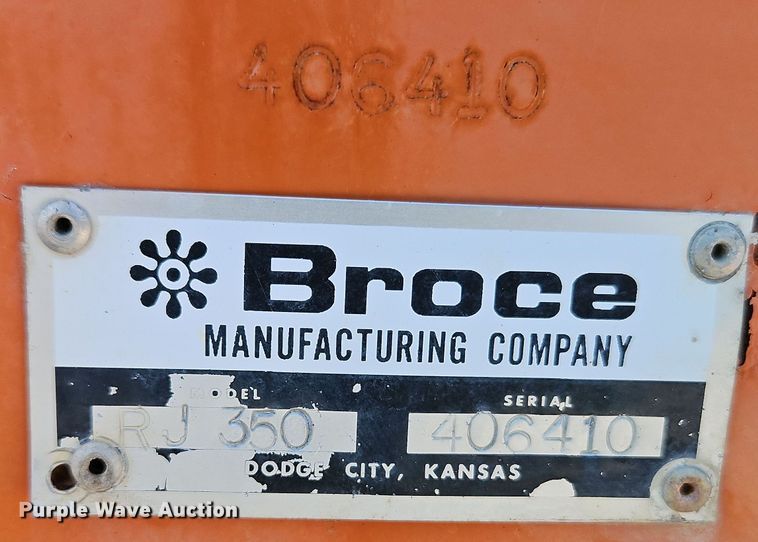 406410
Broce
MANUFACTURING COMPANY
MODEL SERIAL
RJ 350 406410
DODGE CITY, KANSAS
Purple Wave Auction